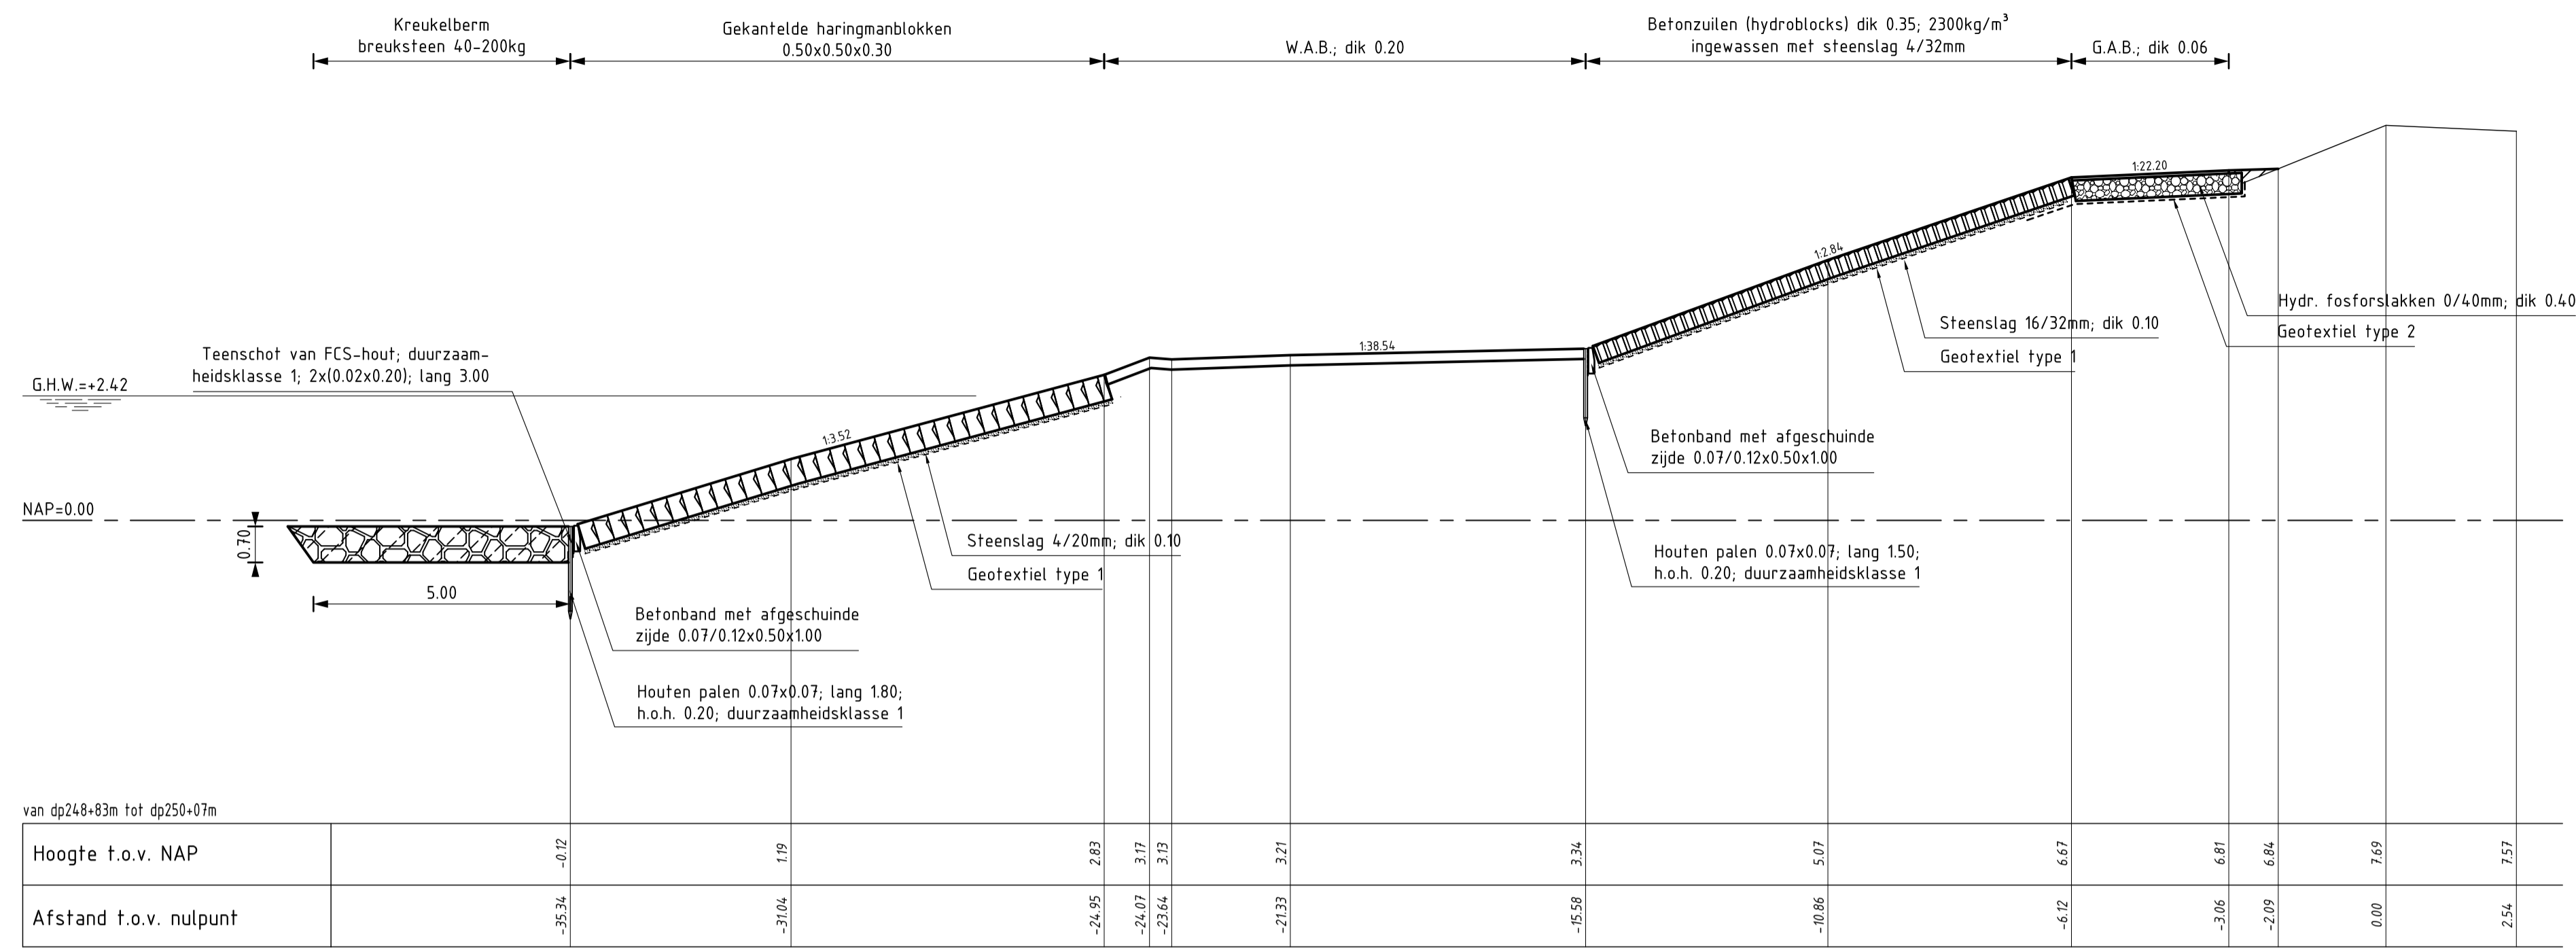 Kreukelberm
breuksteen 40-200kg
Gekantelde haringmanblokken
0.50x0.50x0.30
W.A.B.; dik 0.20
Betonzuilen (hydroblocks) dik 0.35; 2300kg/m³
ingewassen met steenslag 4/32mm
G.A.B.; dik 0.06
1:22.20
1:2.84
Hydr. fosforslakken 0/40mm; dik 0.40
Geotextiel type 2
Steenslag 16/32mm; dik 0.10
Geotextiel type 1
1:38.54
Teenschot van FCS-hout; duurzaam-
heidsklasse 1; 2x(0.02x0.20); lang 3.00
G.H.W.=+2.42
1:3.52
Betonband met afgeschuinde
zijde 0.07/0.12x0.50x1.00
NAP=0.00
0.70
5.00
Steenslag 4/20mm; dik 0.10
Geotextiel type 1
Houten palen 0.07x0.07; lang 1.50;
h.o.h. 0.20; duurzaamheidsklasse 1
Betonband met afgeschuinde
zijde 0.07/0.12x0.50x1.00
Houten palen 0.07x0.07; lang 1.80;
h.o.h. 0.20; duurzaamheidsklasse 1
van dp248+83m tot dp250+07m
Hoogte t.o.v. NAP -0.12 1.19 2.83 3.17 3.13 3.21 3.34 5.07 6.67 6.81 6.84 7.69 7.57
Afstand t.o.v. nulpunt -35.34 -31.04 -24.95 -24.07 -23.64 -21.33 -15.58 -10.86 -6.12 -3.06 -2.09 0.00 2.54